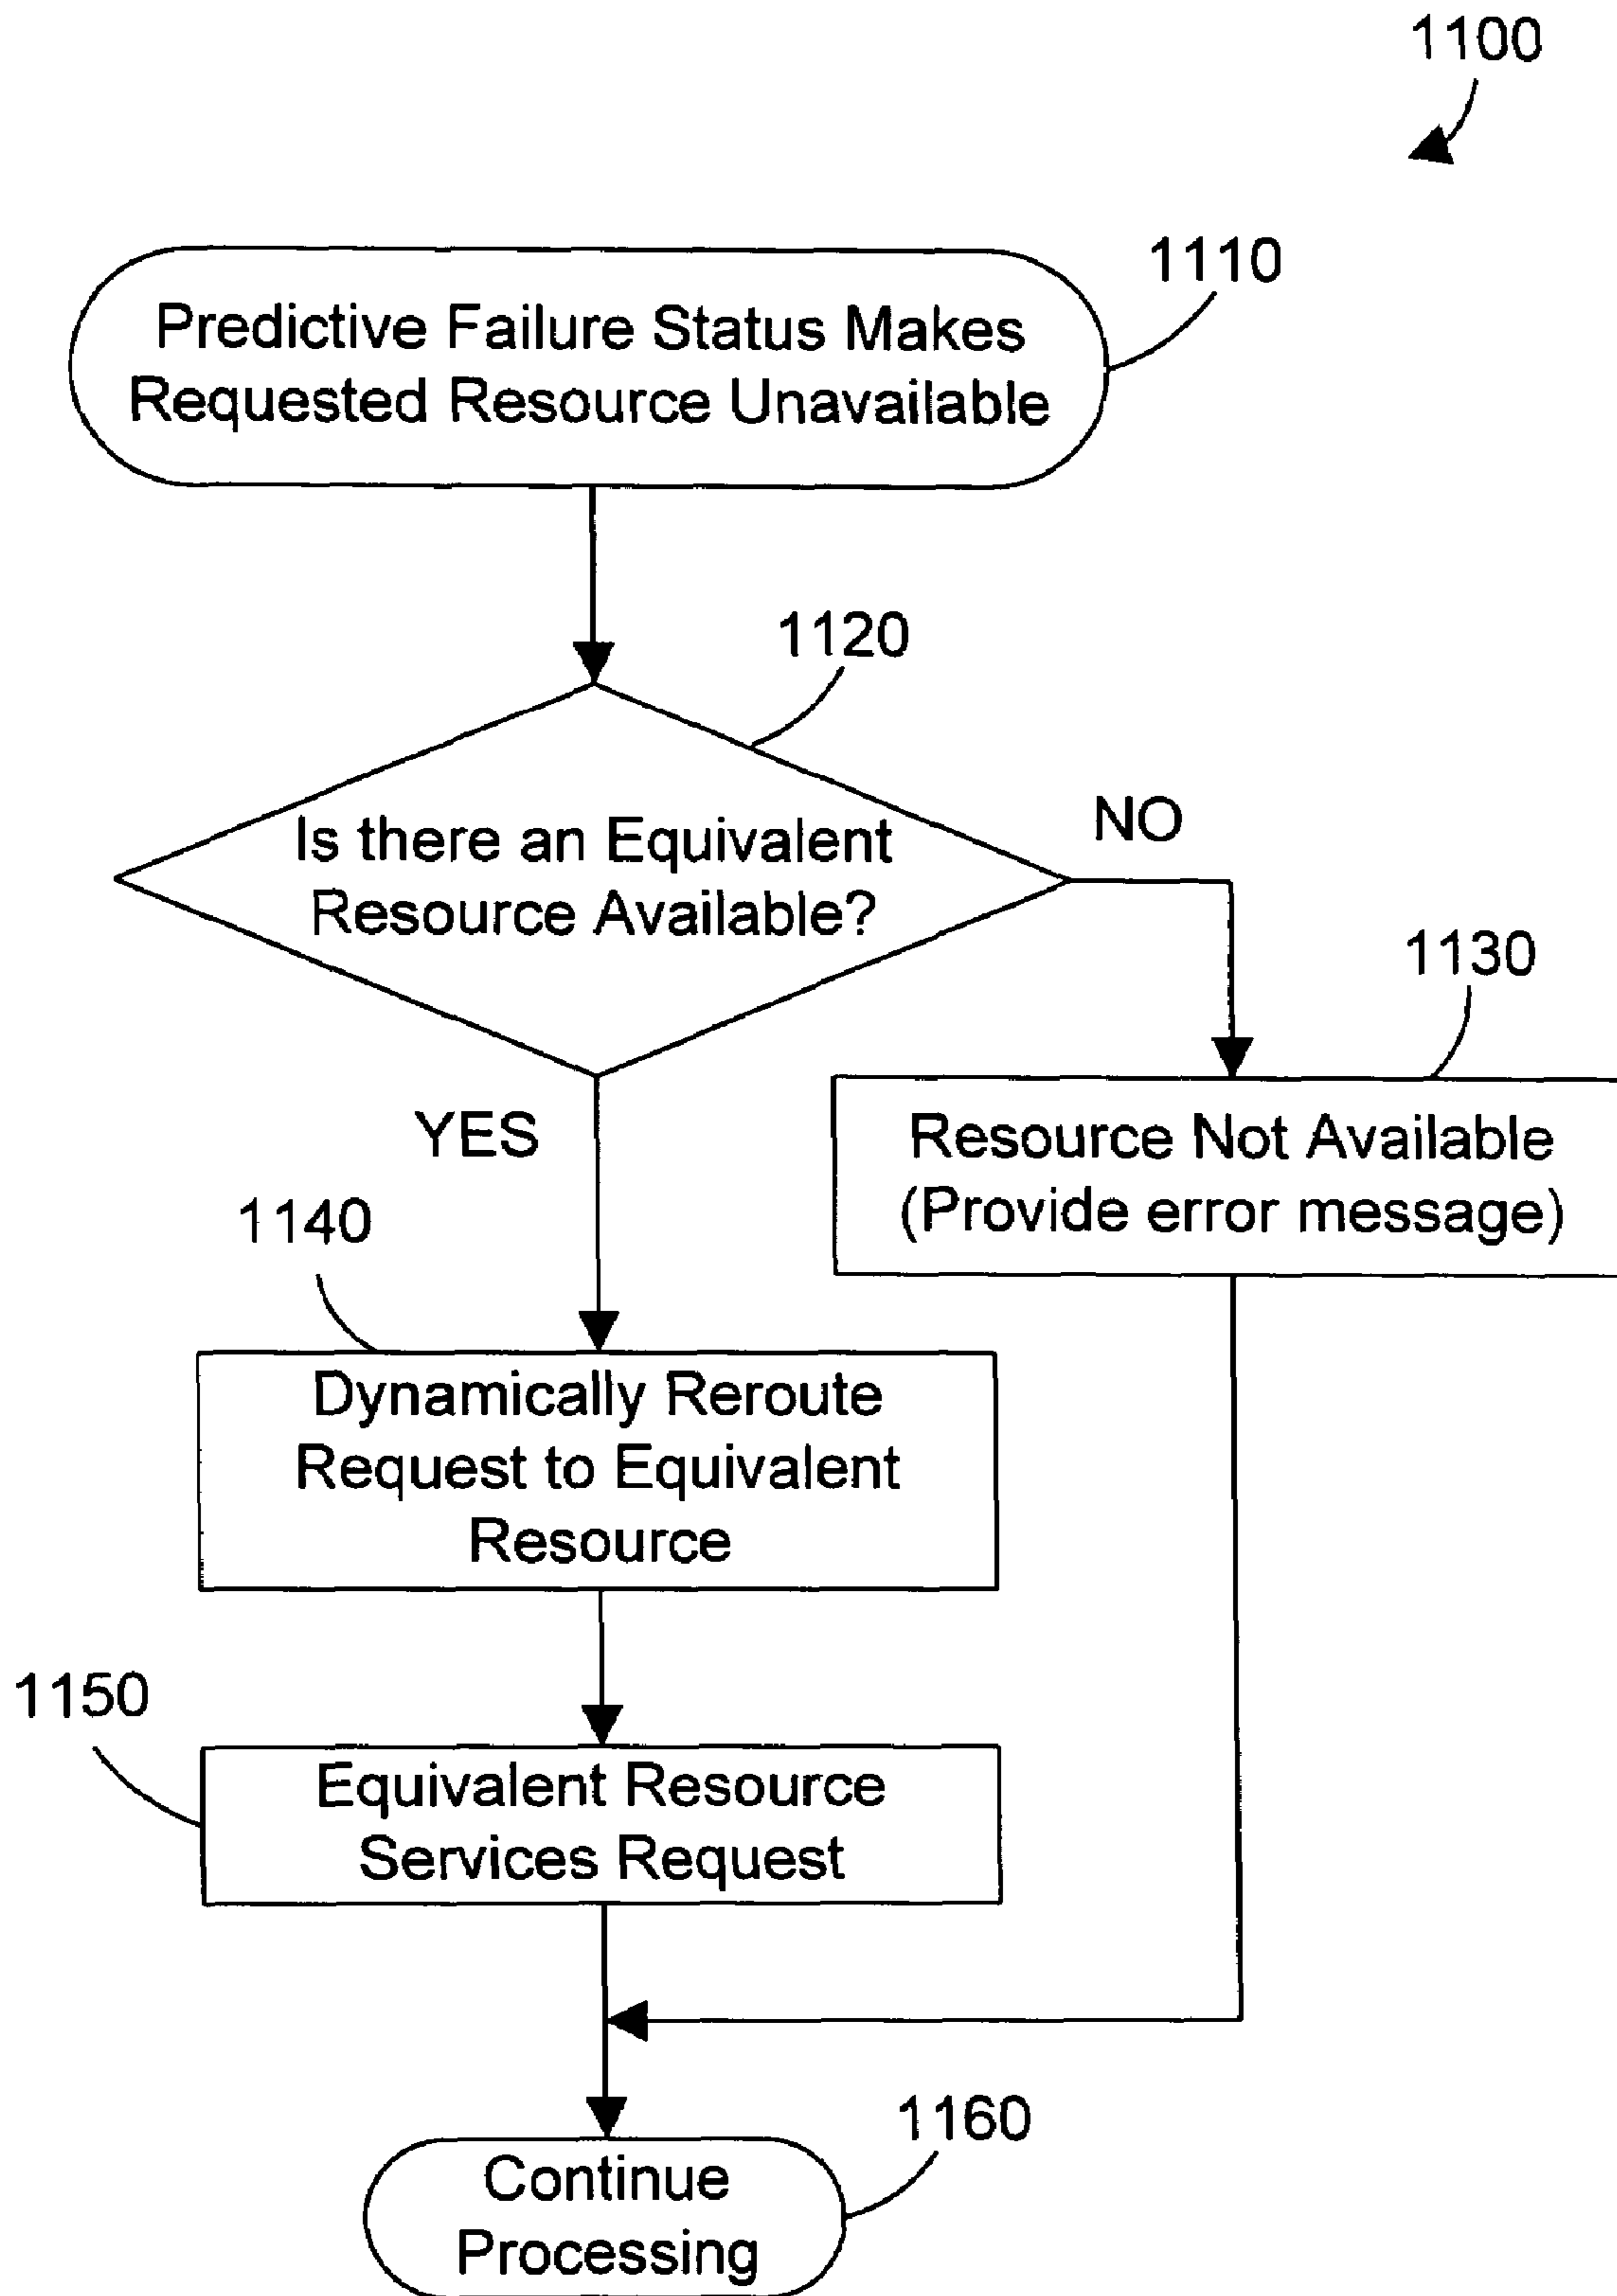 1100
1110
Predictive Failure Status Makes
Requested Resource Unavailable
1120
Is there an Equivalent
Resource Available?
NO
1130
Resource Not Available
(Provide error message)
YES
1140
Dynamically Reroute
Request to Equivalent
Resource
1150
Equivalent Resource
Services Request
1160
Continue
Processing